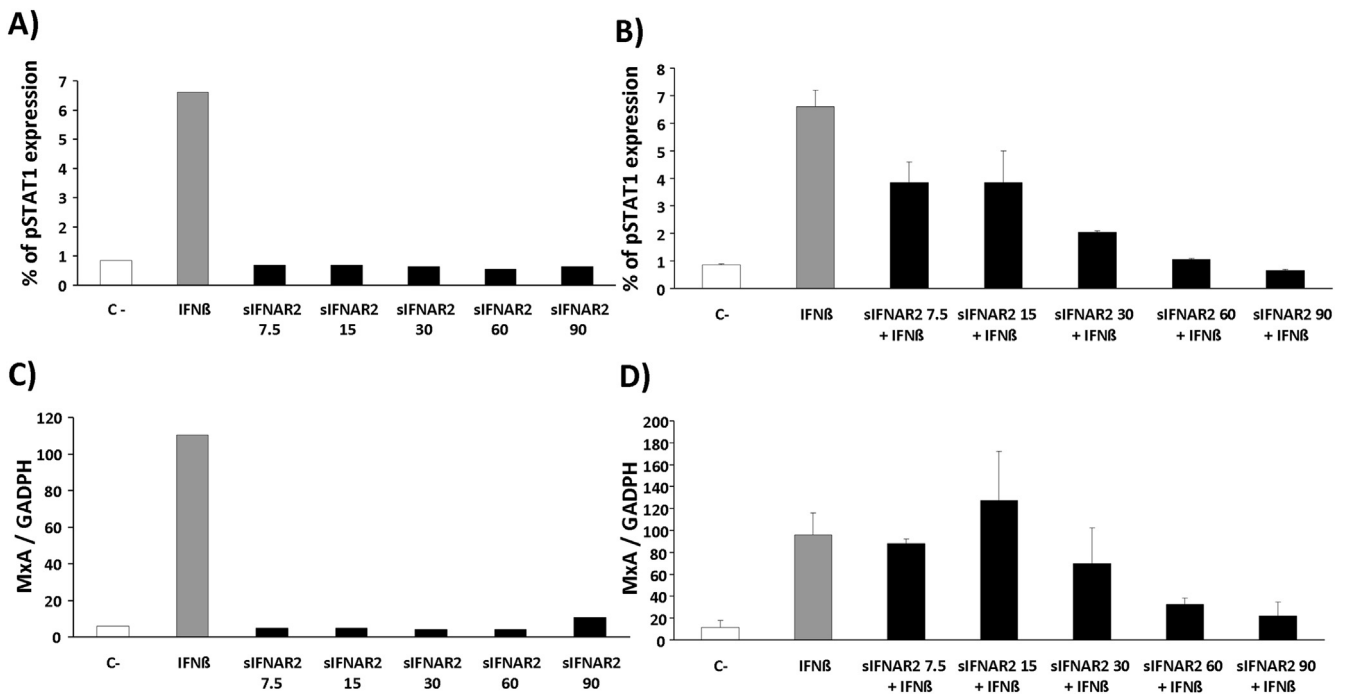 A)
% of pSTAT1 expression
7
6
5
4
3
2
1
0
C -
IFNß
sIFNAR2
7.5
sIFNAR2
15
sIFNAR2
30
sIFNAR2
60
sIFNAR2
90
B)
% of pSTAT1 expression
8
7
6
5
4
3
2
1
0
C-
IFNß
sIFNAR2 7.5
+ IFNß
sIFNAR2 15
+ IFNß
sIFNAR2 30
+ IFNß
sIFNAR2 60
+ IFNß
sIFNAR2 90
+ IFNß
C)
MxA / GADPH
120
100
80
60
40
20
0
C-
IFNß
sIFNAR2
7.5
sIFNAR2
15
sIFNAR2
30
sIFNAR2
60
sIFNAR2
90
D)
MxA / GADPH
200
180
160
140
120
100
80
60
40
20
0
C-
IFNß
sIFNAR2 7.5
+ IFNß
sIFNAR2 15
+ IFNß
sIFNAR2 30
+ IFNß
sIFNAR2 60
+ IFNß
sIFNAR2 90
+ IFNß